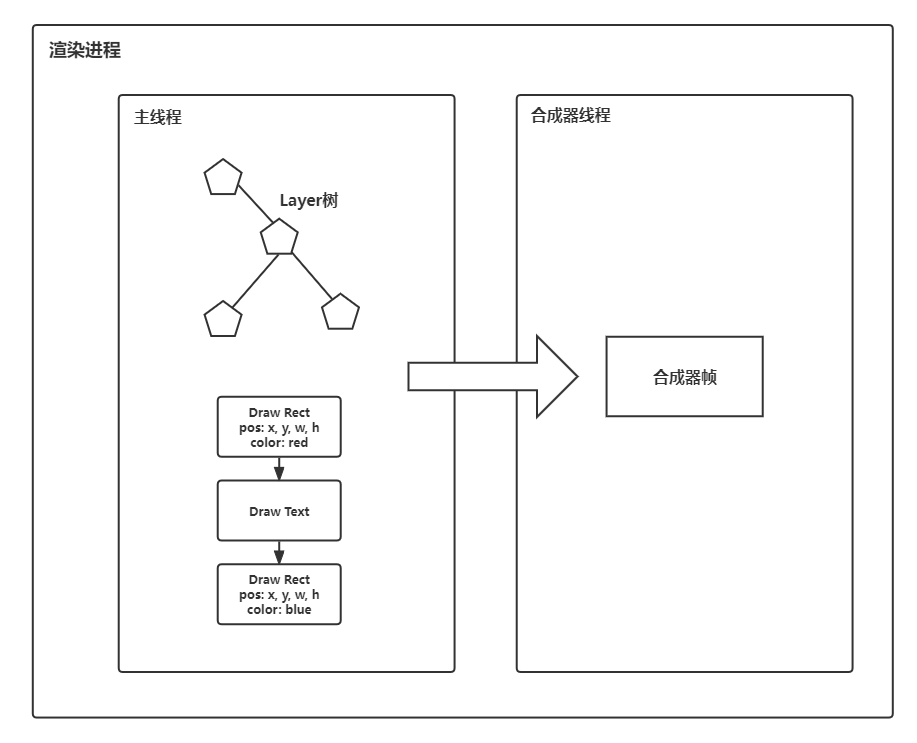 渲染进程
主线程
Layer树
Draw Rect
pos: x, y, w, h
color: red
Draw Text
Draw Rect
pos: x, y, w, h
color: blue
合成器线程
合成器帧